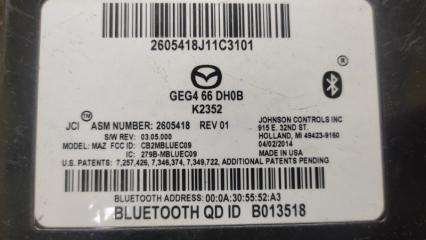 2605418J11C3101
GEG4 66 DH0B
K2352
JCI™ ASM NUMBER: 2605418 REV 01
S/W REV: 03.05.000
MODEL: MAZ FCC ID: CB2MBLUEC09
IC: 279B-MBLUEC09
JOHNSON CONTROLS INC
915 E. 32ND ST.
HOLLAND, MI 49423-9160
04/02/2014
MADE IN USA
U.S. PATENTS: 7,257,426, 7,346,374, 7,349,722, ADDITIONAL PATENTS PENDING
BLUETOOTH ADDRESS: 00:0A:30:55:52:A3
BLUETOOTH QD ID B013518